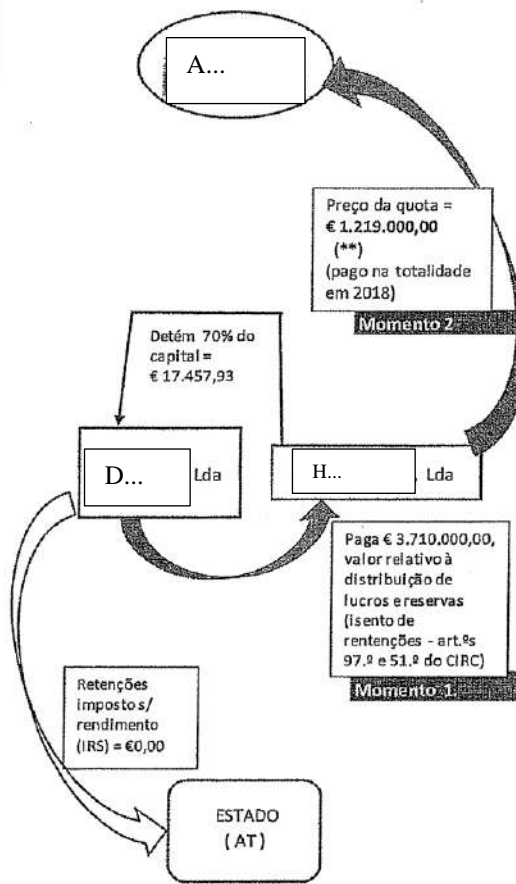 A...
Preço da quota =
€ 1.219.000,00
(**)
(pago na totalidade
em 2018)
Momento 2
Detém 70% do
capital =
€ 17.457,93
D... Lda
H... Lda
Paga € 3.710.000,00,
valor relativo à
distribuição de
lucros e reservas
(isento de
rentenções - art.ºs
97.º e 51.º do CIRC)
Momento 1
Retenções
imposto s/
rendimento
(IRS) = €0,00
ESTADO
( AT )